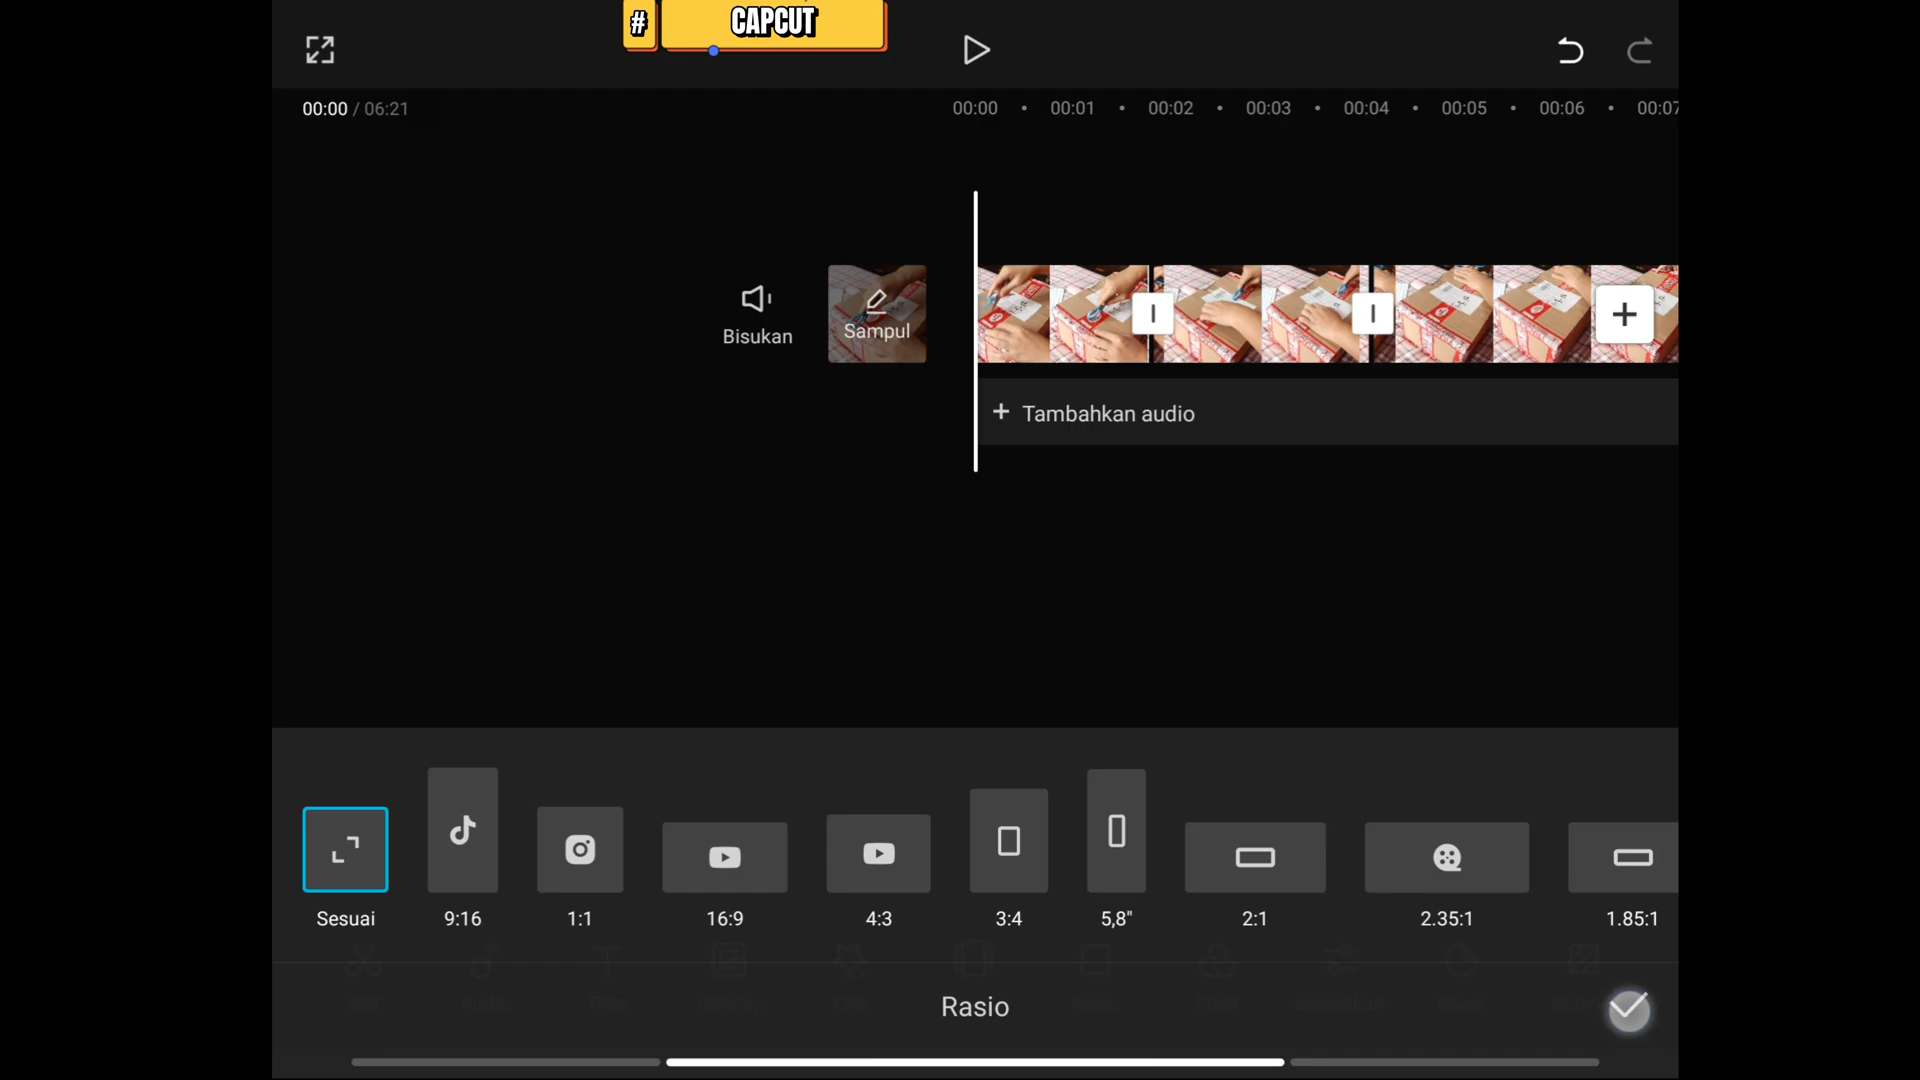 # CAPCUT
00:00 / 06:21
00:00 • 00:01 • 00:02 • 00:03 • 00:04 • 00:05 • 00:06 • 00:07
Bisukan
Sampul
+ Tambahkan audio
Sesuai 9:16 1:1 16:9 4:3 3:4 5,8" 2:1 2.35:1 1.85:1
Rasio